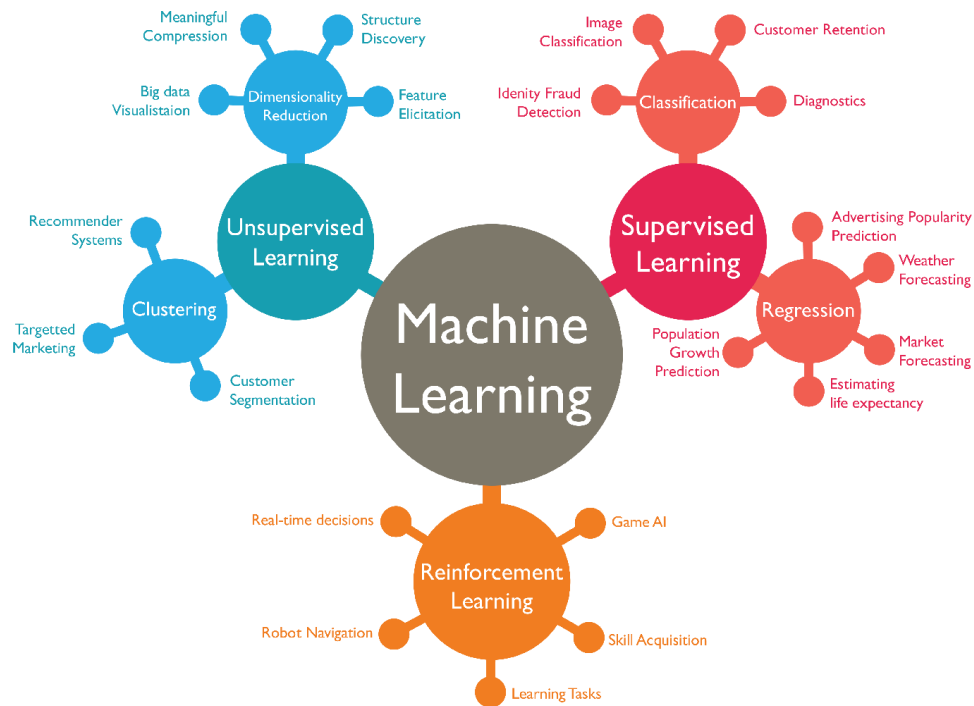 Meaningful
Compression
Structure
Discovery
Big data
Visualistaion
Dimensionality
Reduction
Feature
Elicitation
Image
Classification
Customer Retention
Idenity Fraud
Detection
Classification
Diagnostics
Unsupervised
Learning
Supervised
Learning
Recommender
Systems
Clustering
Targetted
Marketing
Customer
Segmentation
Machine
Learning
Advertising Popularity
Prediction
Weather
Forecasting
Regression
Population
Growth
Prediction
Market
Forecasting
Estimating
life expectancy
Real-time decisions
Game AI
Reinforcement
Learning
Robot Navigation
Skill Acquisition
Learning Tasks